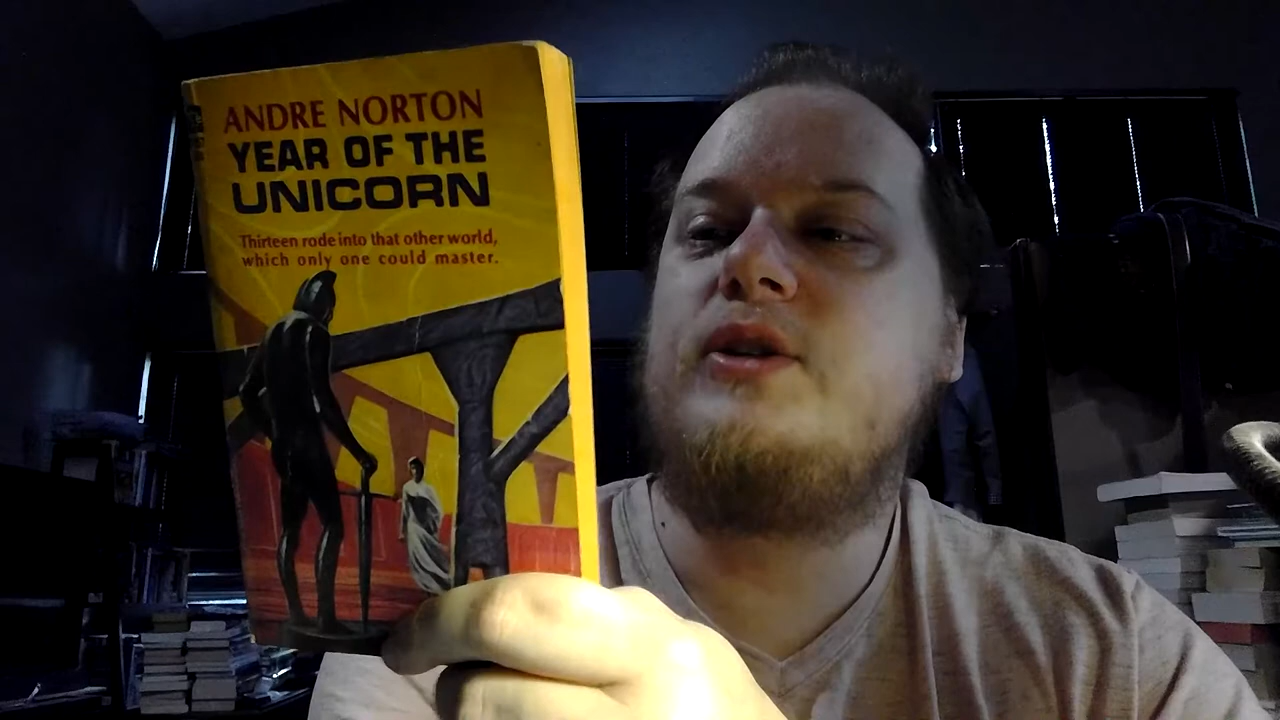 ANDRE NORTON
YEAR OF THE
UNICORN
Thirteen rode into that other world,
which only one could master.